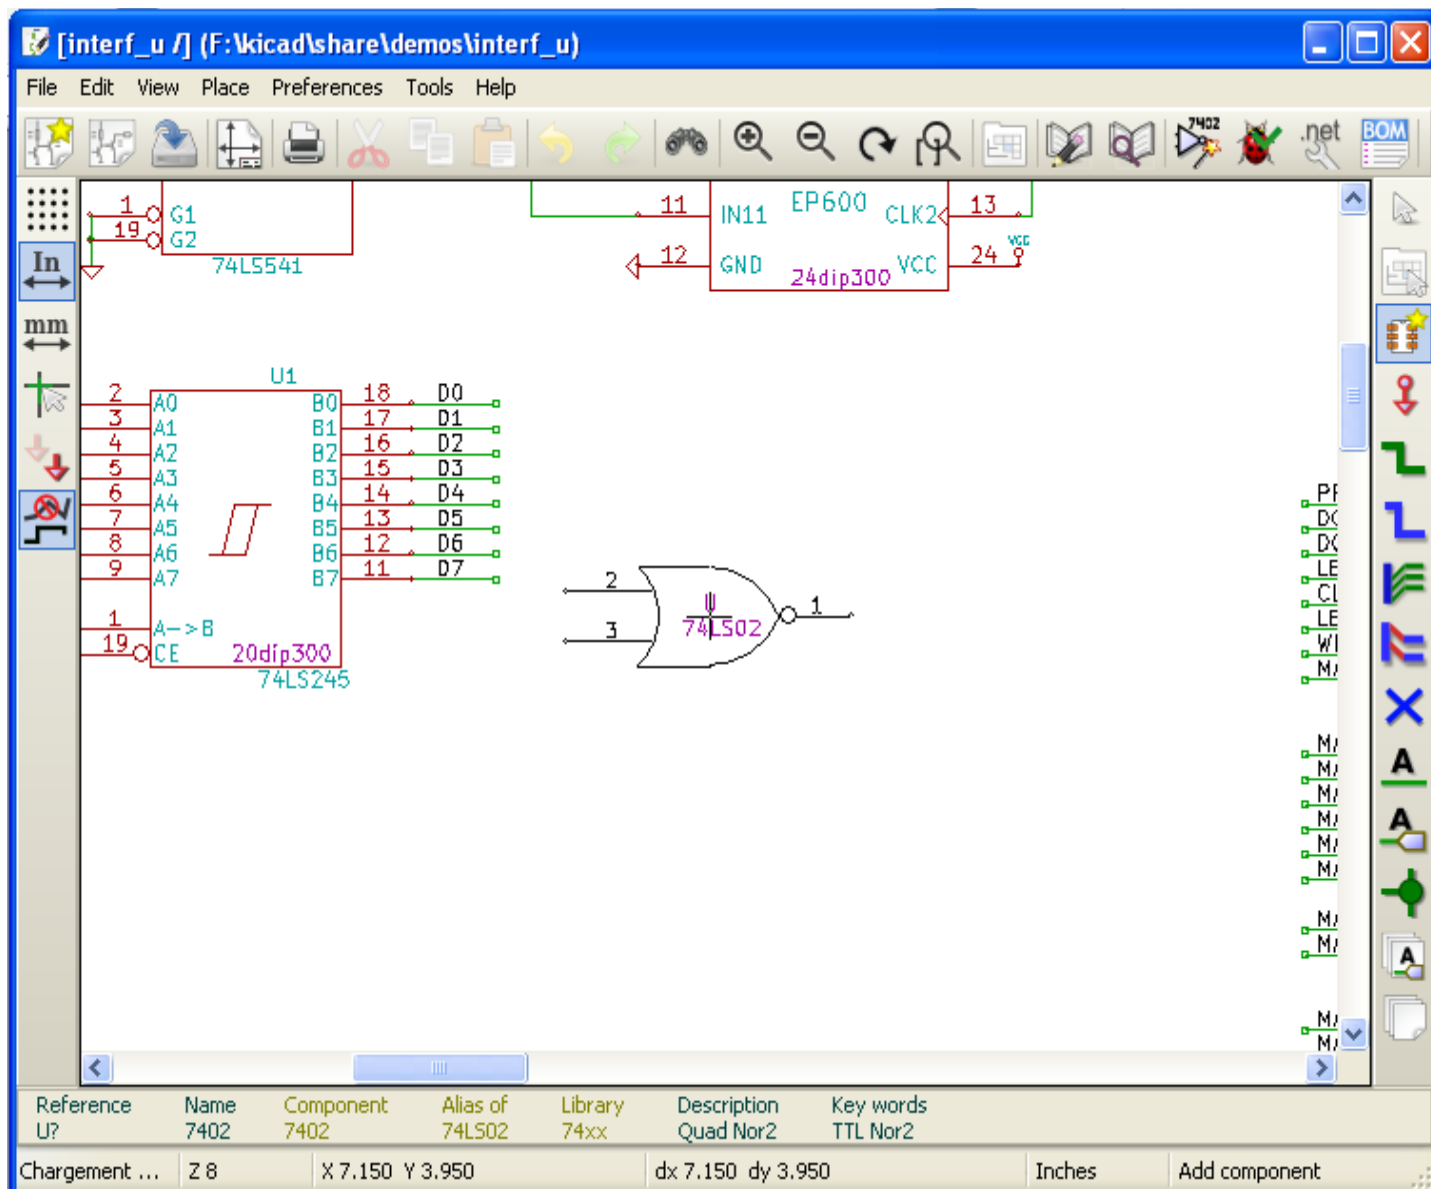 [interf_u /] (F:\kicad\share\demos\interf_u)
File Edit View Place Preferences Tools Help
7402
.net
BOM
In
mm
1 G1
19 G2
74LS541
11 IN11 EP600 CLK2 13
12 GND VCC 24 VCC
24dip300
U1
2 A0 B0 18 D0
3 A1 B1 17 D1
4 A2 B2 16 D2
5 A3 B3 15 D3
6 A4 B4 14 D4
7 A5 B5 13 D5
8 A6 B6 12 D6
9 A7 B7 11 D7
1 A->B
19 CE 20dip300
74LS245
2
3
U
74LS02
1
LE
CL
LE
A
A
A
Reference Name Component Alias of Library Description Key words
U? 7402 7402 74LS02 74xx Quad Nor2 TTL Nor2
Chargement ... Z 8 X 7.150 Y 3.950 dx 7.150 dy 3.950 Inches Add component